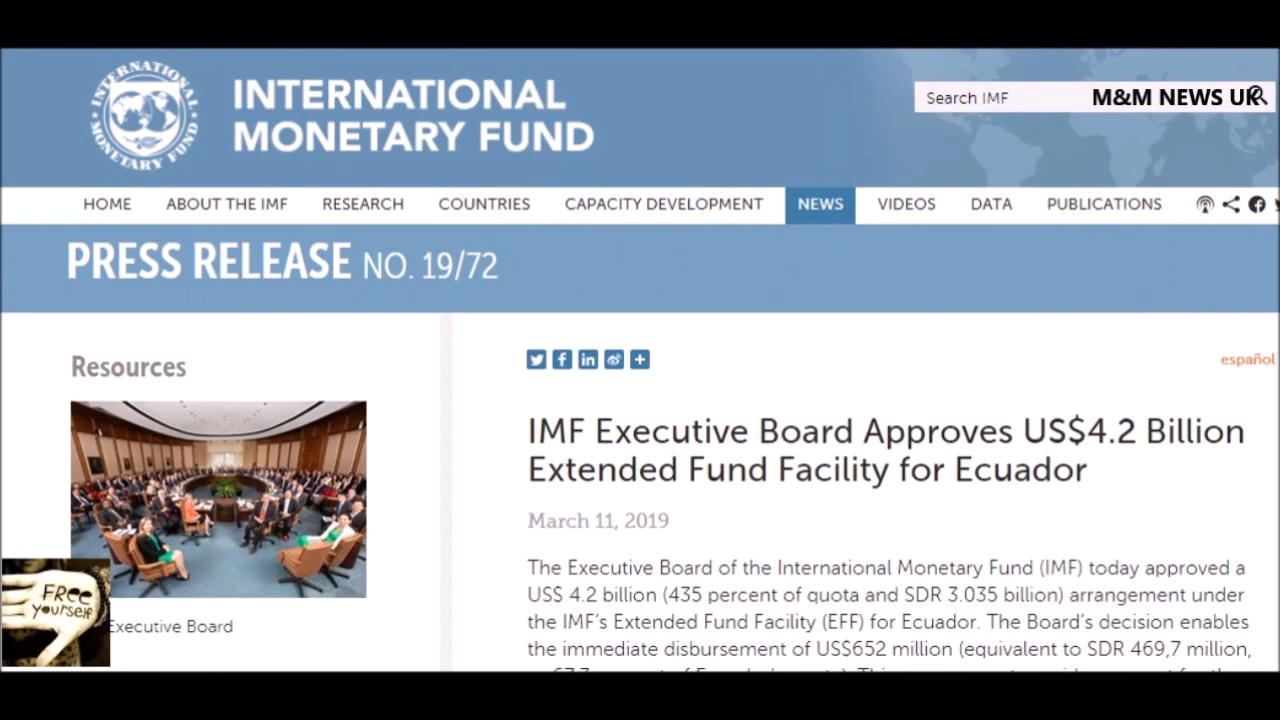 INTERNATIONAL MONETARY FUND
INTERNATIONAL
MONETARY FUND
Search IMF
M&M NEWS UK
HOME ABOUT THE IMF RESEARCH COUNTRIES CAPACITY DEVELOPMENT NEWS VIDEOS DATA PUBLICATIONS
PRESS RELEASE NO. 19/72
Resources
FREE
yourself
Executive Board
español
IMF Executive Board Approves US$4.2 Billion
Extended Fund Facility for Ecuador
March 11, 2019
The Executive Board of the International Monetary Fund (IMF) today approved a
US$ 4.2 billion (435 percent of quota and SDR 3.035 billion) arrangement under
the IMF's Extended Fund Facility (EFF) for Ecuador. The Board's decision enables
the immediate disbursement of US$652 million (equivalent to SDR 469,7 million,